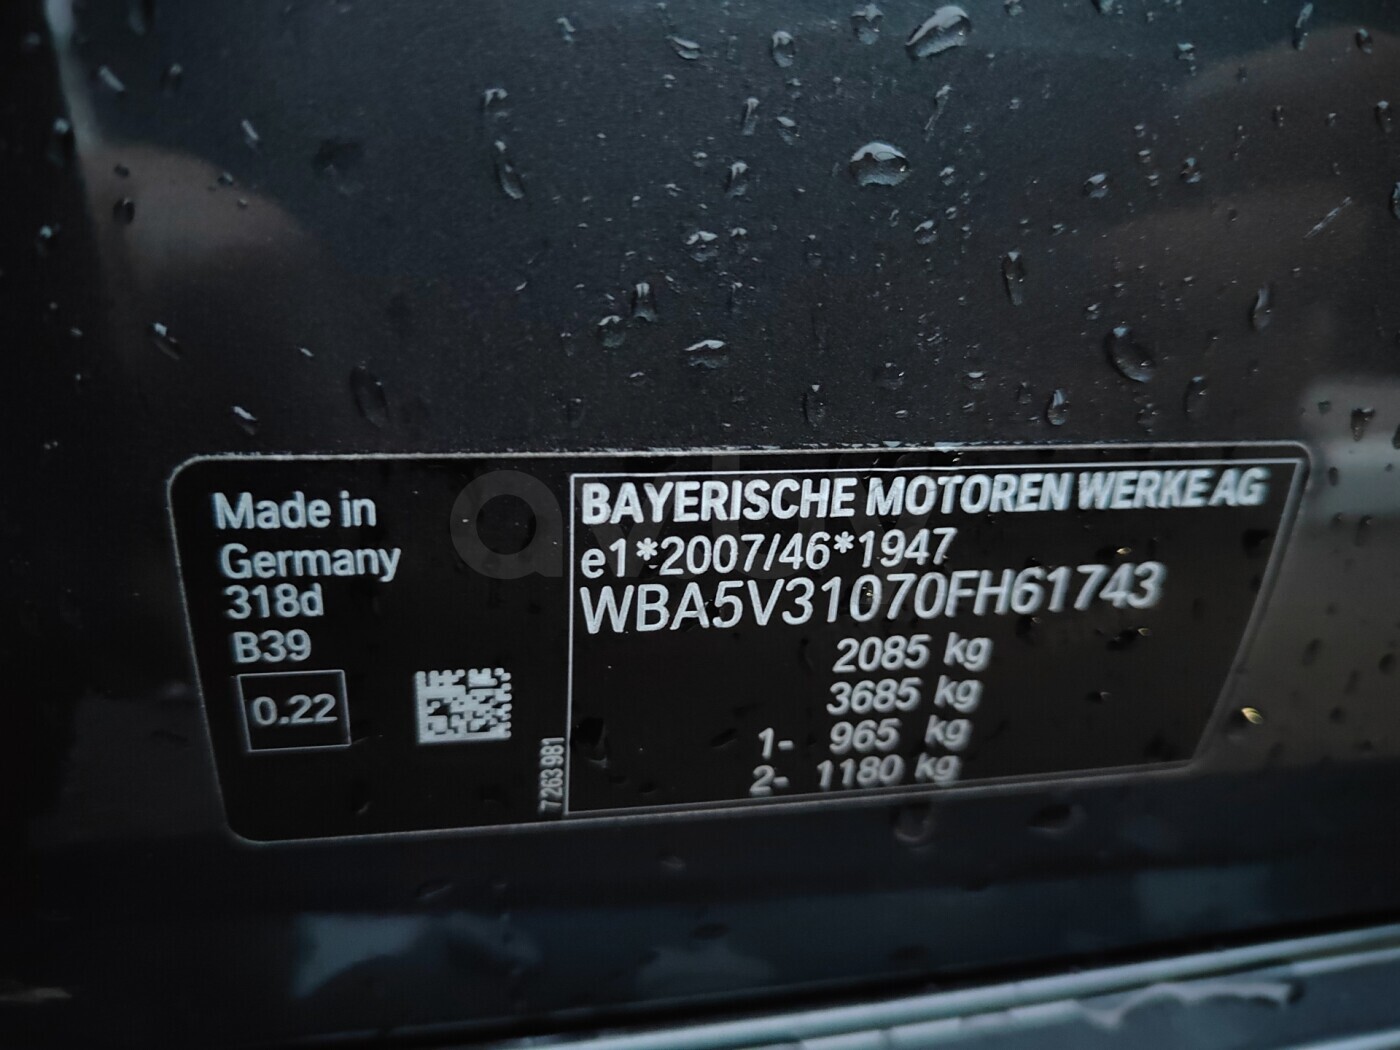 Made in
Germany
318d
B39
0.22
7263981
BAYERISCHE MOTOREN WERKE AG
e1*2007/46*1947
WBA5V31070FH61743
2085 kg
3685 kg
1- 965 kg
2- 1180 kg